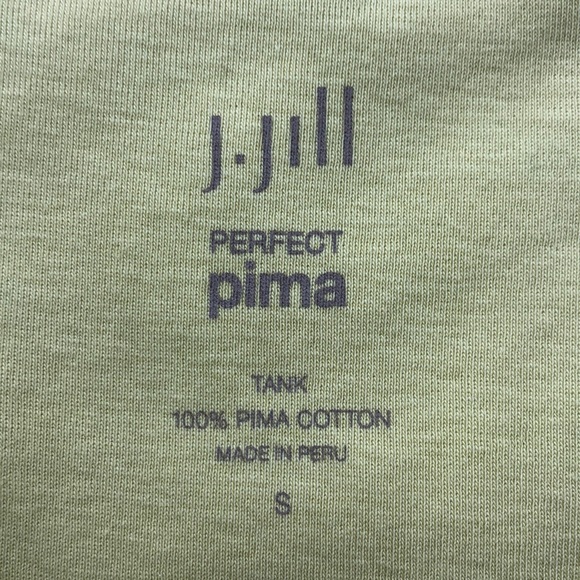 J.Jill
PERFECT
pima
TANK
100% PIMA COTTON
MADE IN PERU
S